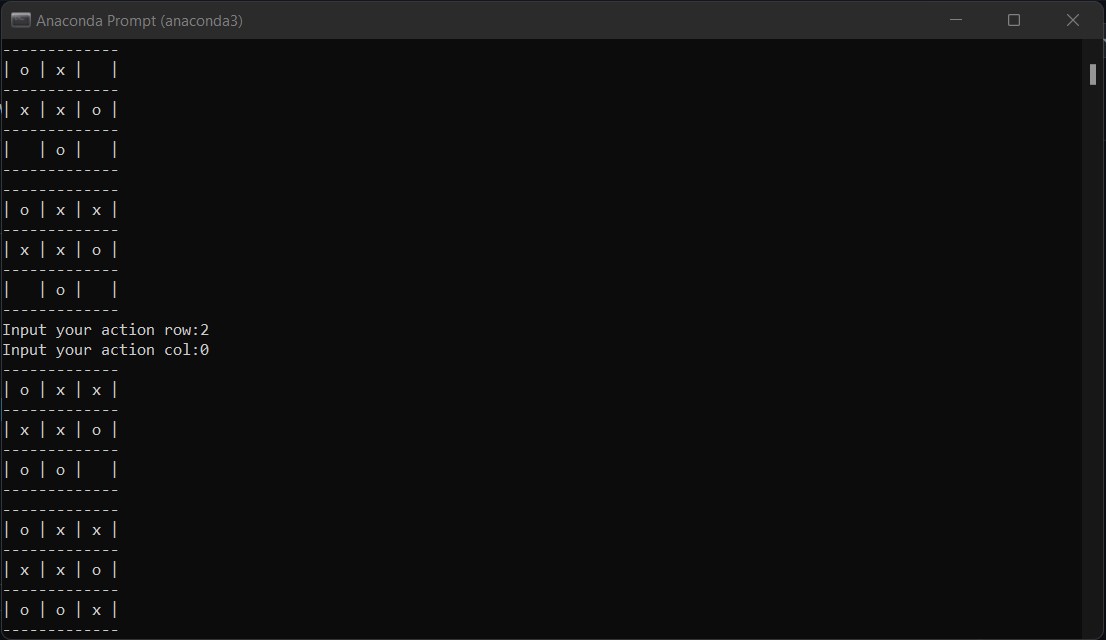 Anaconda Prompt (anaconda3)
-------------
| o | x |   |
-------------
| x | x | o |
-------------
|   | o |   |
-------------
-------------
| o | x | x |
-------------
| x | x | o |
-------------
|   | o |   |
-------------
Input your action row:2
Input your action col:0
-------------
| o | x | x |
-------------
| x | x | o |
-------------
| o | o |   |
-------------
-------------
| o | x | x |
-------------
| x | x | o |
-------------
| o | o | x |
-------------